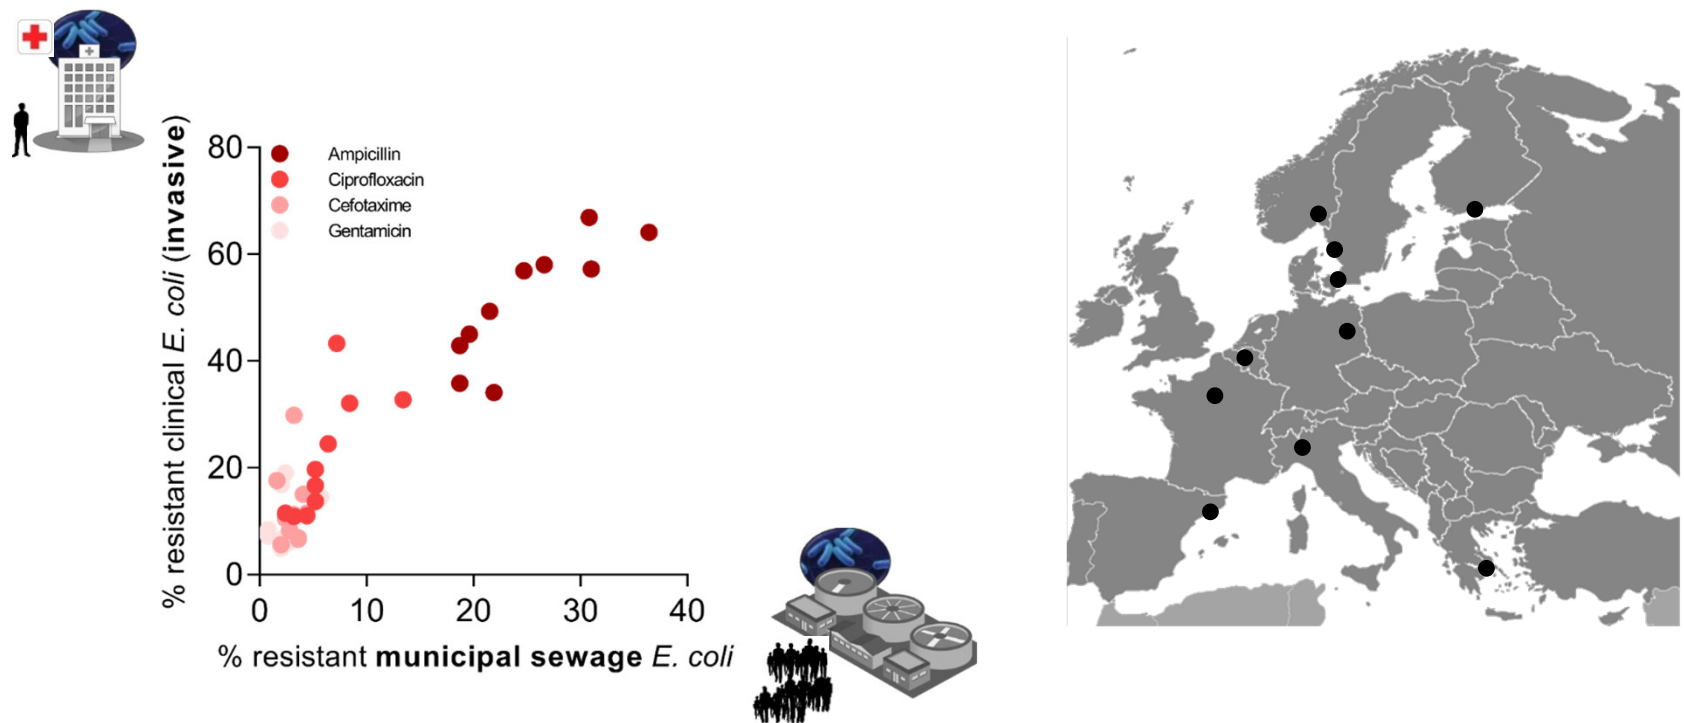 % resistant clinical E. coli (invasive)
80
60
40
20
0
Ampicillin
Ciprofloxacin
Cefotaxime
Gentamicin
0 10 20 30 40
% resistant municipal sewage E. coli